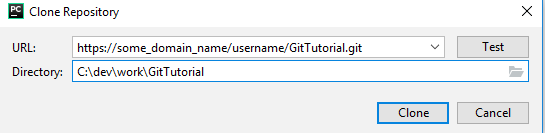 PC Clone Repository
URL: https://some_domain_name/username/GitTutorial.git Test
Directory: C:\dev\work\GitTutorial
Clone Cancel